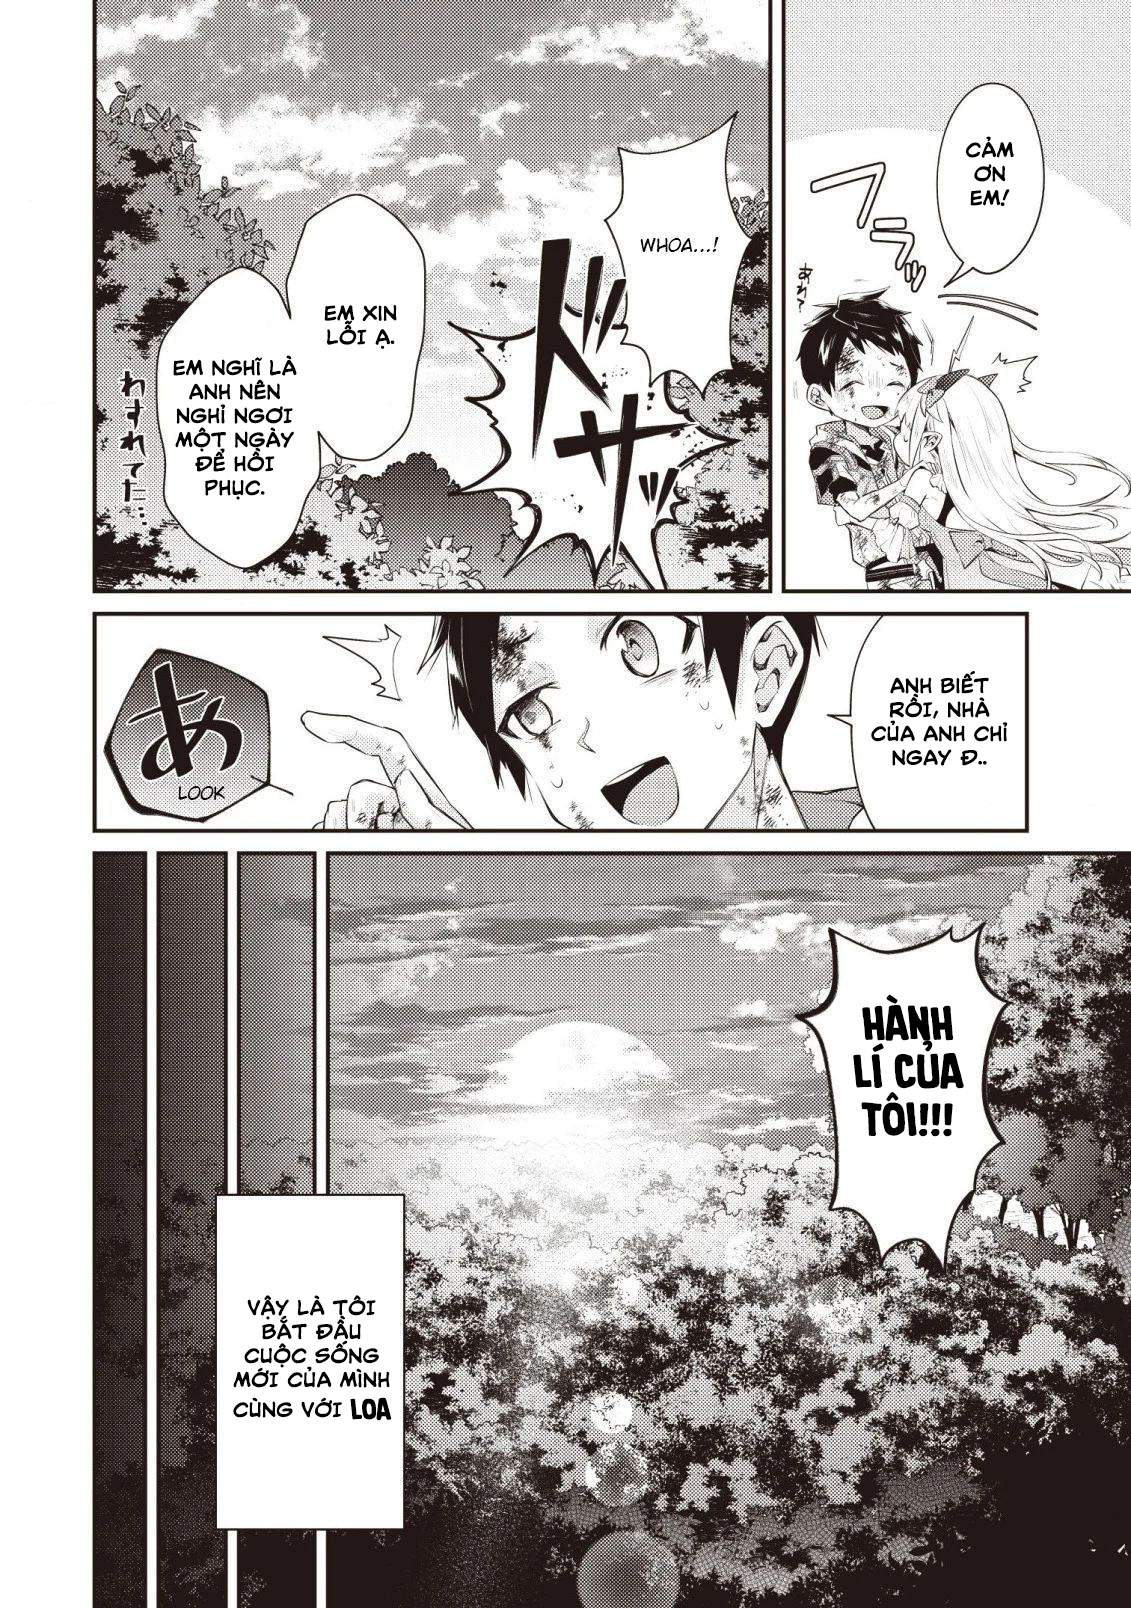 CẢM
ƠN
EM!
フラッ
あれ?
WHOA...!
ドサッ
EM XIN
LỖI Ạ.
EM NGHĨ LÀ
ANH NÊN
NGHỈ NGƠI
MỘT NGÀY
ĐỂ HỒI
PHỤC.
わすれてた…
ANH BIẾT
RỒI, NHÀ
CỦA ANH CHỈ
NGAY Đ..
あ
LOOK
HÀNH
LÍ CỦA
TÔI!!!
VẬY LÀ TÔI
BẮT ĐẦU
CUỘC SỐNG
MỚI CỦA MÌNH
CÙNG VỚI LOA